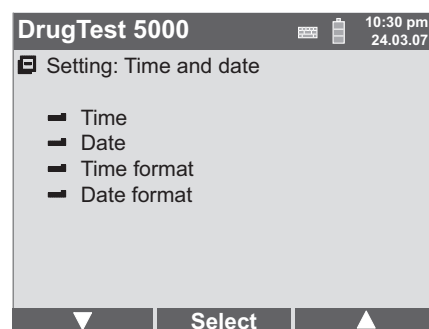 DrugTest 5000
10:30 pm
24.03.07
Setting: Time and date
Time
Date
Time format
Date format
Select